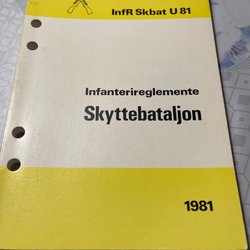 InfR Skbat U 81
Infanterireglemente
Skyttebataljon
1981